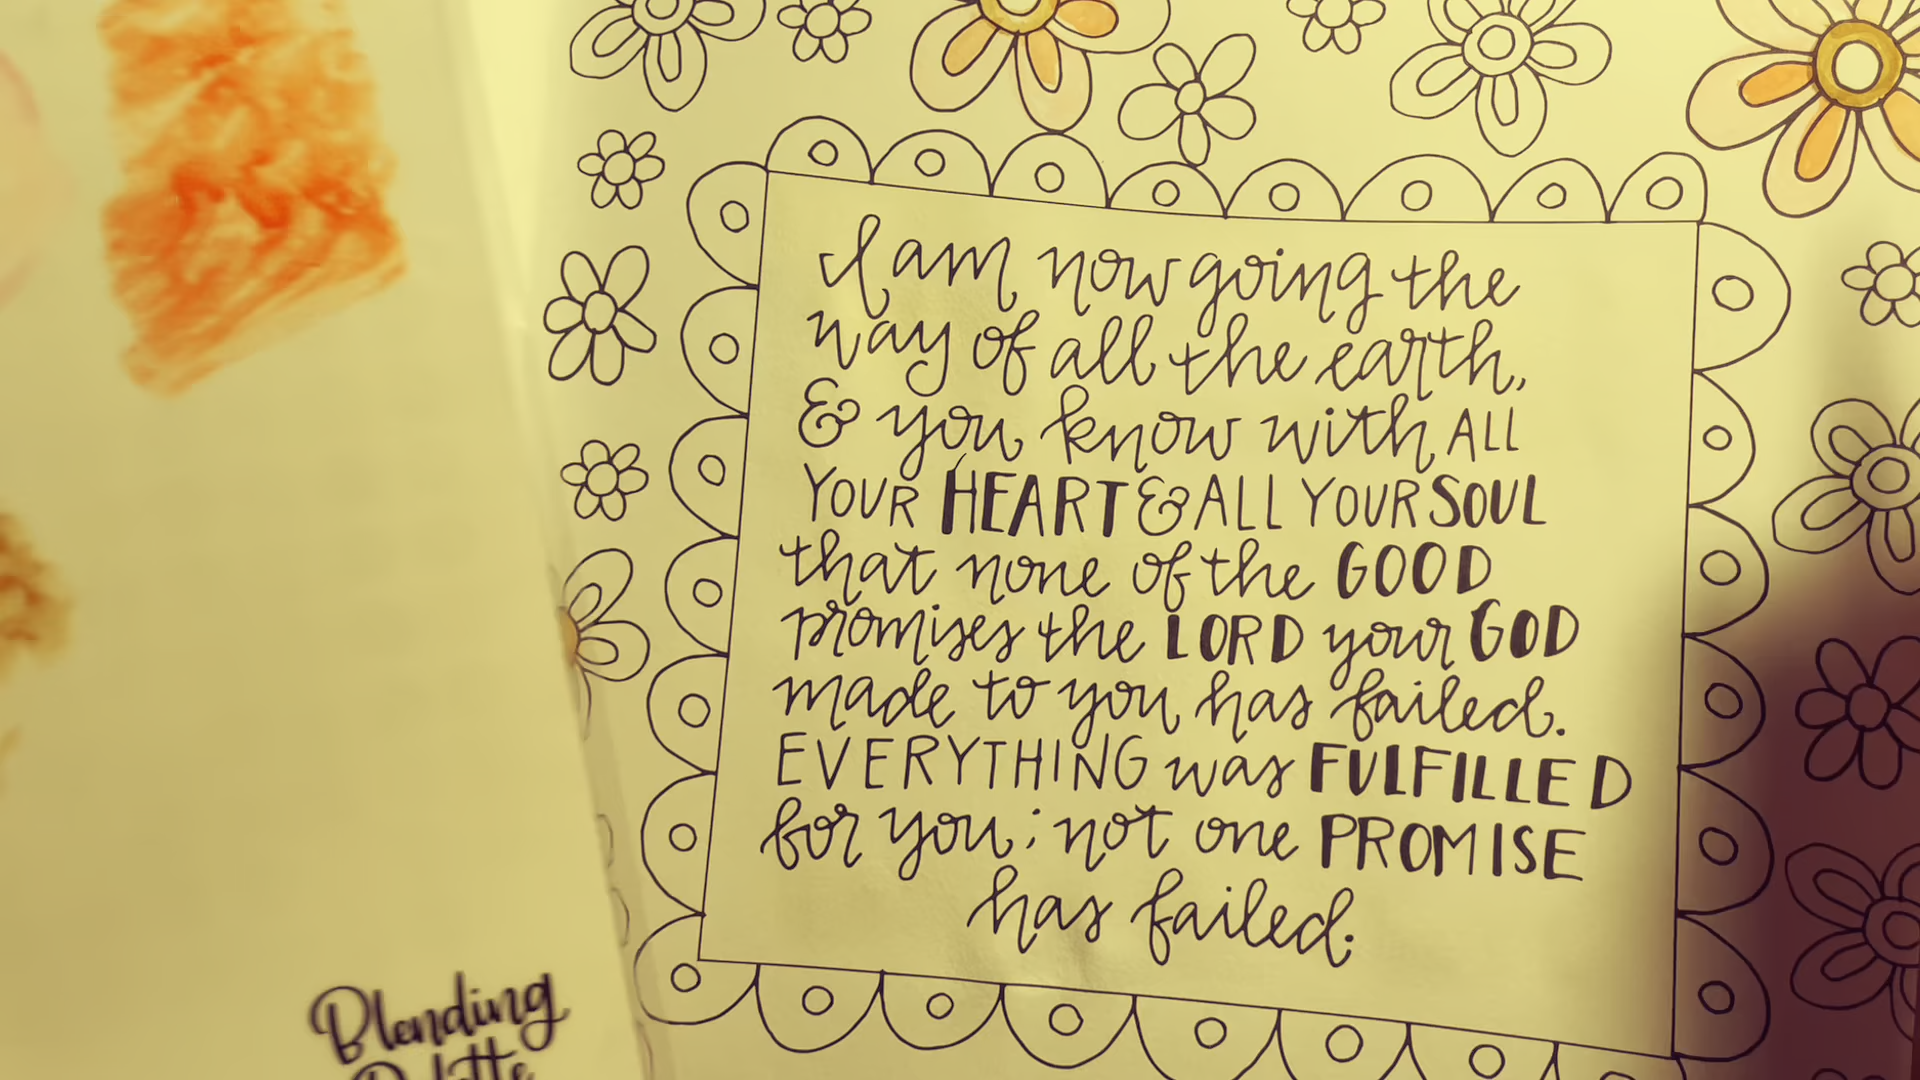 I am now going the
way of all the earth,
& you know with ALL
YOUR HEART & ALL YOUR SOUL
that none of the GOOD
promises the LORD your GOD
made to you has failed.
EVERYTHING was FULFILLED
for you; not one PROMISE
has failed.
Blending
Palette